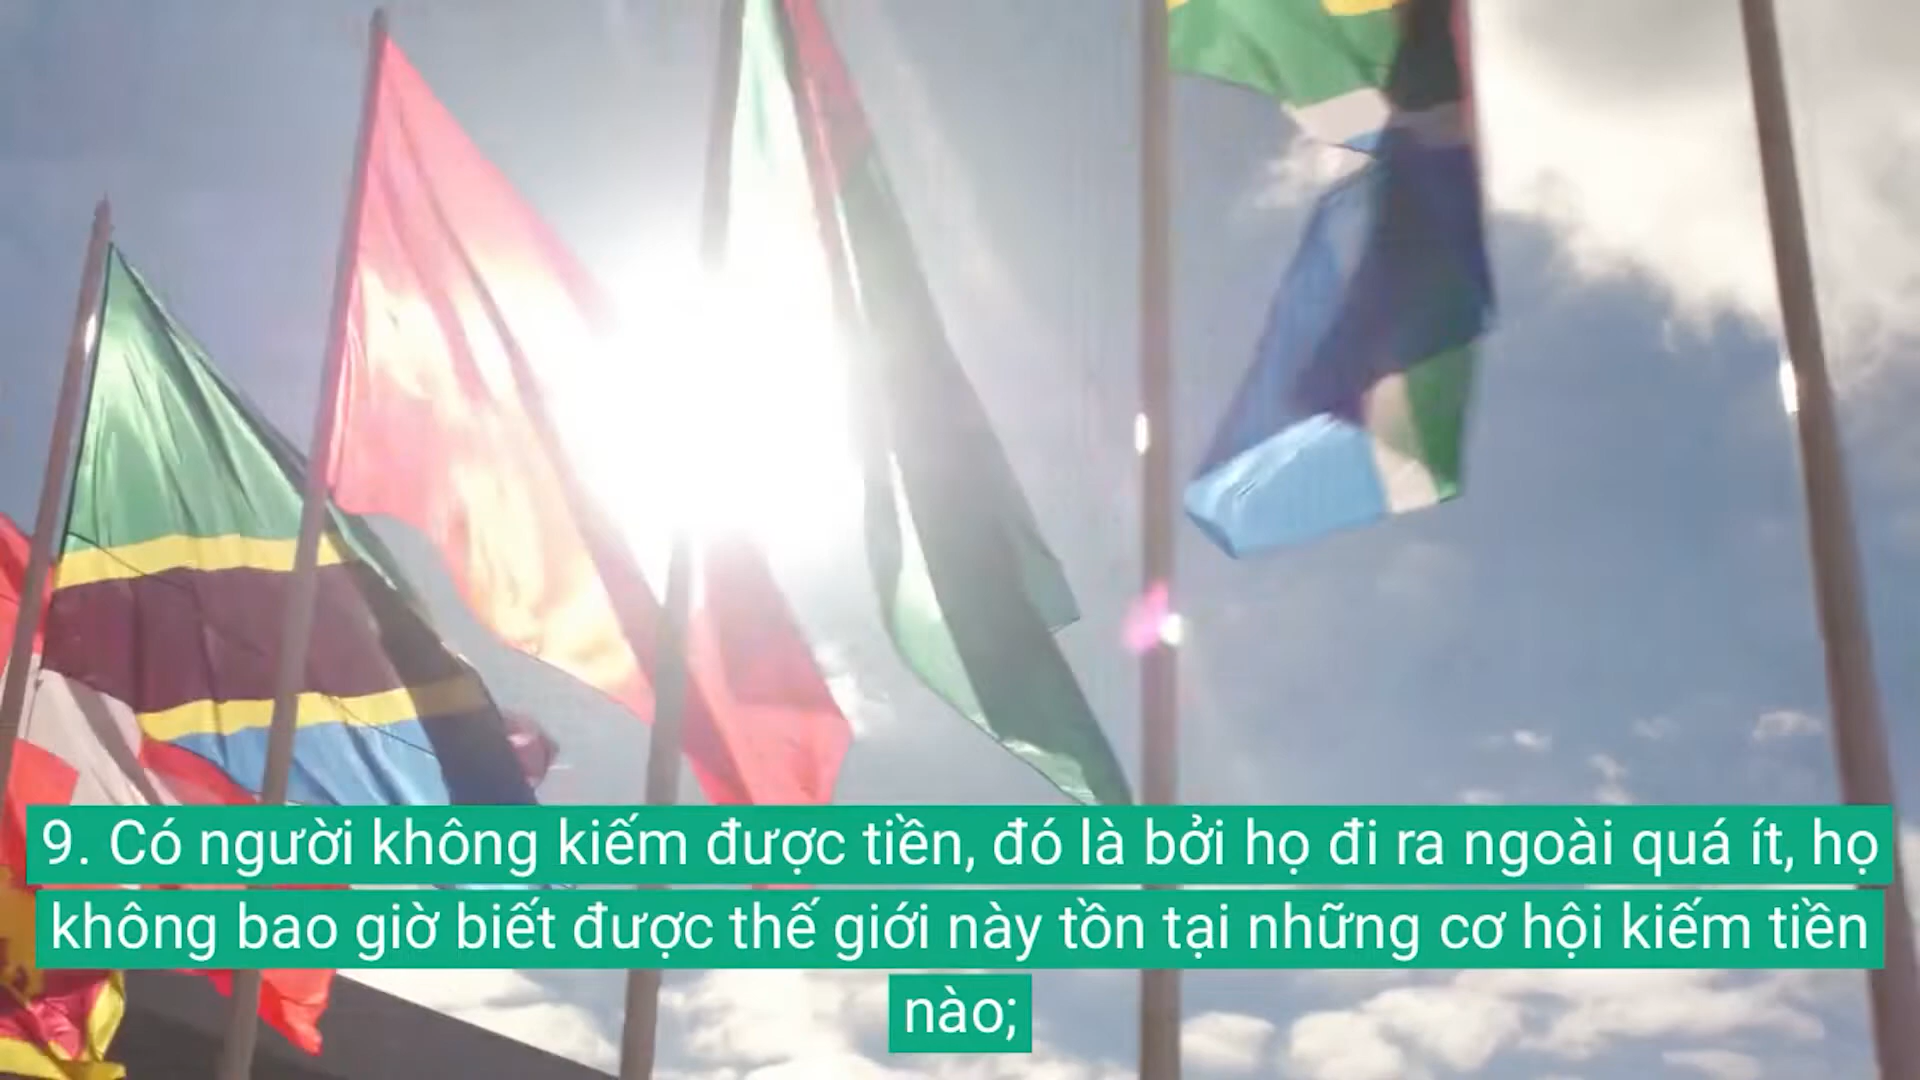 9. Có người không kiếm được tiền, đó là bởi họ đi ra ngoài quá ít, họ
không bao giờ biết được thế giới này tồn tại những cơ hội kiếm tiền
nào;